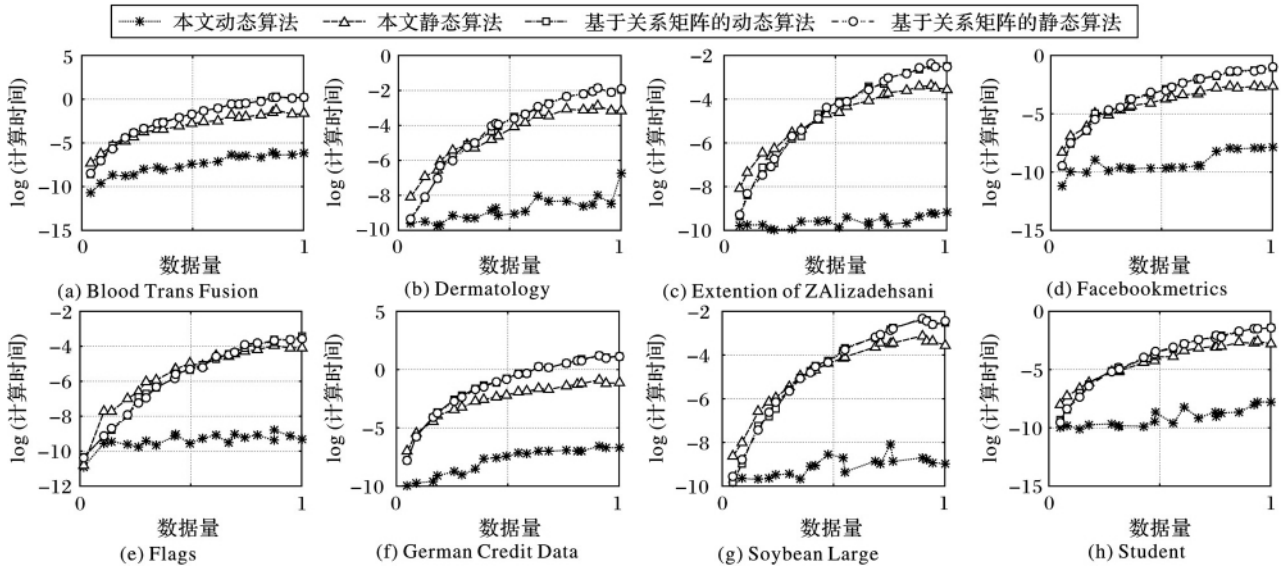 本文动态算法 本文静态算法 基于关系矩阵的动态算法 基于关系矩阵的静态算法
log (计算时间)
5
0
−5
−10
−15
0
1
数据量
(a) Blood Trans Fusion
log (计算时间)
0
−2
−4
−6
−8
−10
0
1
数据量
(b) Dermatology
log (计算时间)
−2
−4
−6
−8
−10
0
1
数据量
(c) Extention of ZAlizadehsani
log (计算时间)
0
−5
−10
−15
0
1
数据量
(d) Facebookmetrics
log (计算时间)
−2
−4
−6
−8
−10
12
0
1
数据量
(e) Flags
log (计算时间)
5
0
−5
−10
0
1
数据量
(f) German Credit Data
log (计算时间)
−2
−4
−6
−8
−10
0
1
数据量
(g) Soybean Large
log (计算时间)
0
−5
−10
−15
0
1
数据量
(h) Student